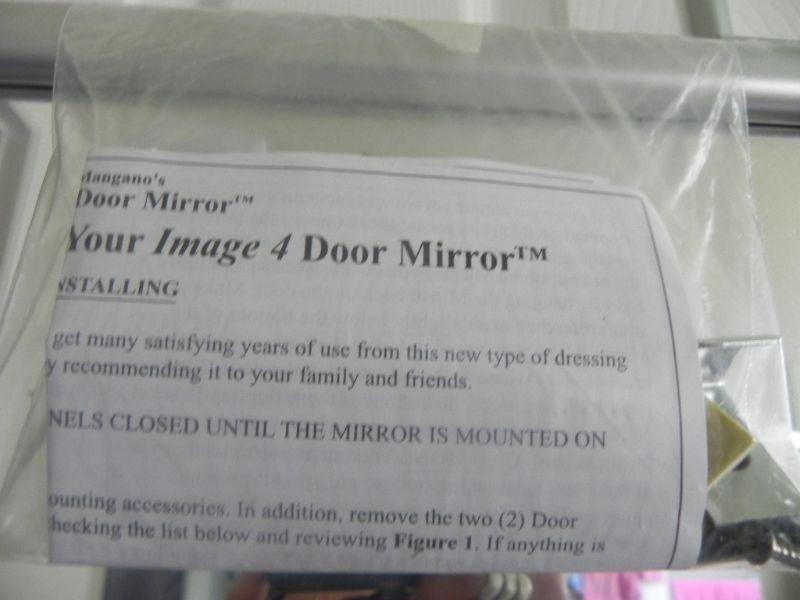 Mangano's
Door Mirror™
Your Image 4 Door Mirror™
NSTALLING
get many satisfying years of use from this new type of dressing
y recommending it to your family and friends.
NELS CLOSED UNTIL THE MIRROR IS MOUNTED ON
ounting accessories. In addition, remove the two (2) Door
hecking the list below and reviewing Figure 1. If anything is